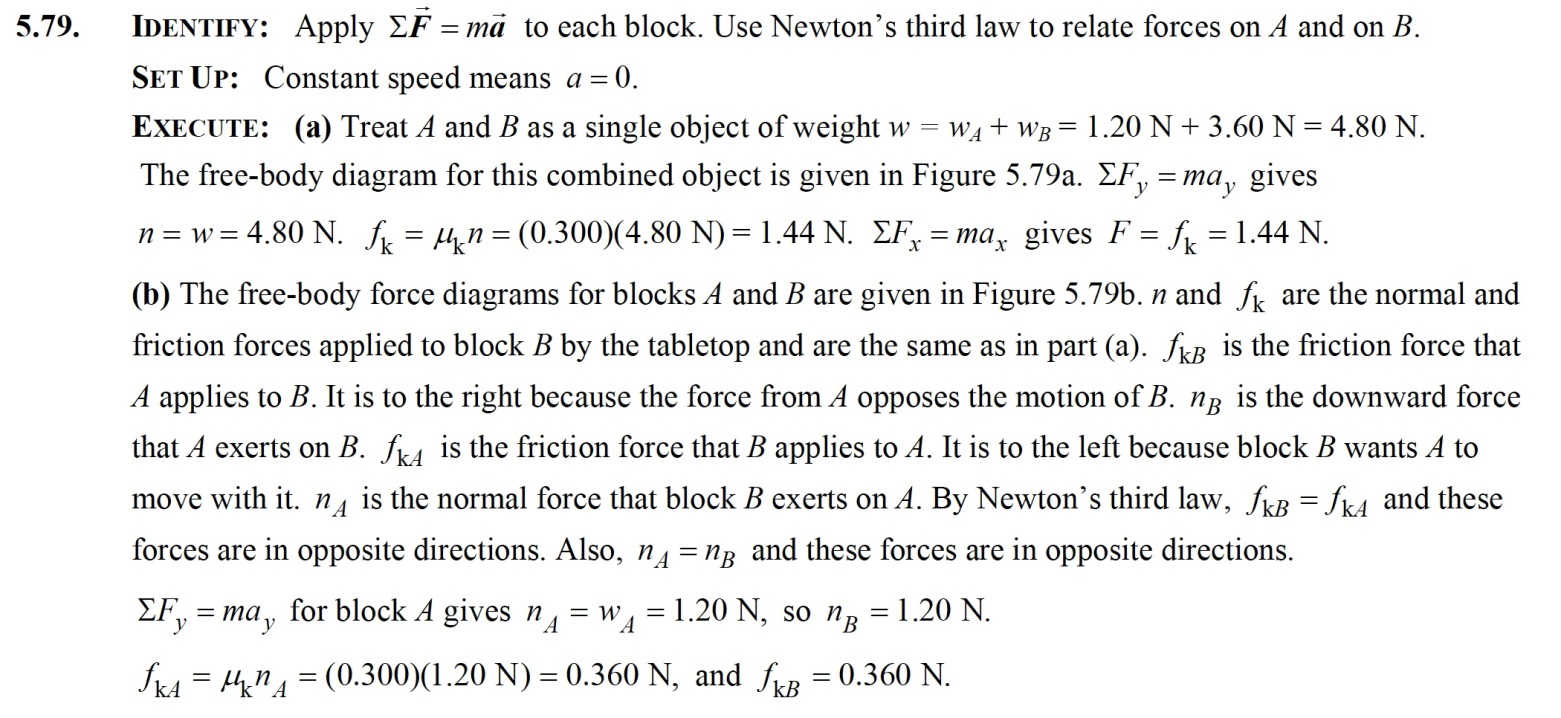 5.79. IDENTIFY: Apply ΣF⃗ = ma⃗ to each block. Use Newton's third law to relate forces on A and on B.
SET UP: Constant speed means a = 0.
EXECUTE: (a) Treat A and B as a single object of weight w = w_A + w_B = 1.20 N + 3.60 N = 4.80 N.
The free-body diagram for this combined object is given in Figure 5.79a. ΣF_y = ma_y gives
n = w = 4.80 N. f_k = μ_k n = (0.300)(4.80 N) = 1.44 N. ΣF_x = ma_x gives F = f_k = 1.44 N.
(b) The free-body force diagrams for blocks A and B are given in Figure 5.79b. n and f_k are the normal and
friction forces applied to block B by the tabletop and are the same as in part (a). f_kB is the friction force that
A applies to B. It is to the right because the force from A opposes the motion of B. n_B is the downward force
that A exerts on B. f_kA is the friction force that B applies to A. It is to the left because block B wants A to
move with it. n_A is the normal force that block B exerts on A. By Newton's third law, f_kB = f_kA and these
forces are in opposite directions. Also, n_A = n_B and these forces are in opposite directions.
ΣF_y = ma_y for block A gives n_A = w_A = 1.20 N, so n_B = 1.20 N.
f_kA = μ_k n_A = (0.300)(1.20 N) = 0.360 N, and f_kB = 0.360 N.